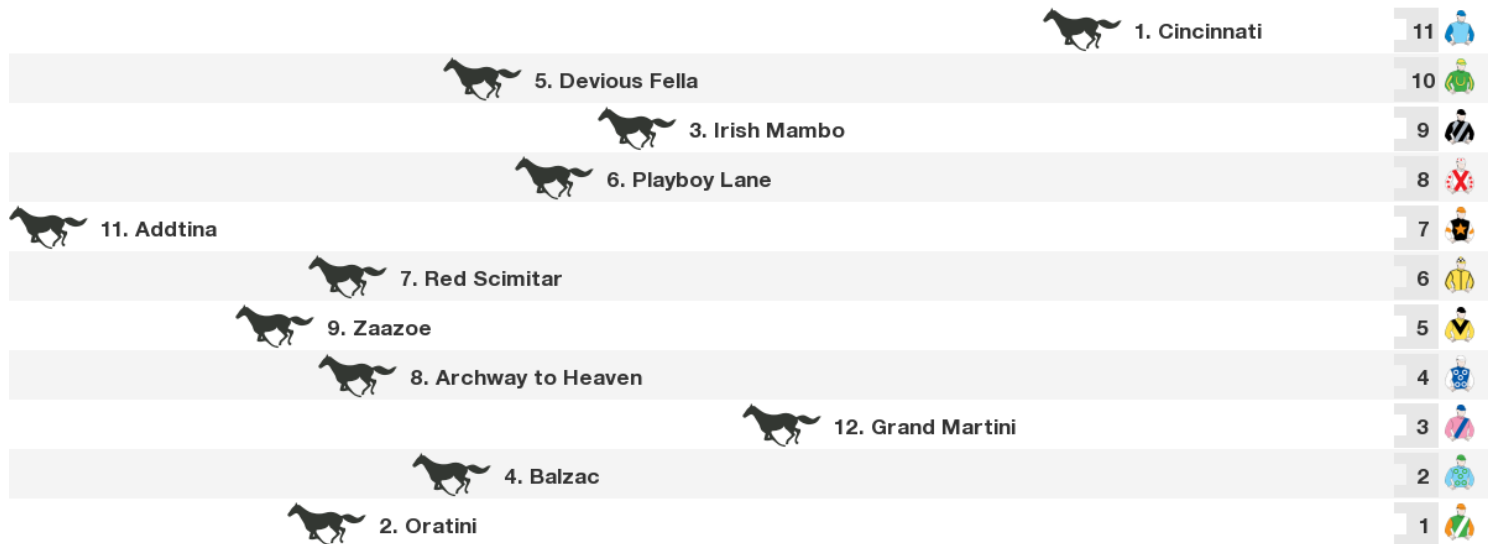 1. Cincinnati 11
5. Devious Fella 10
3. Irish Mambo 9
6. Playboy Lane 8
11. Addtina 7
7. Red Scimitar 6
9. Zaazoe 5
8. Archway to Heaven 4
12. Grand Martini 3
4. Balzac 2
2. Oratini 1